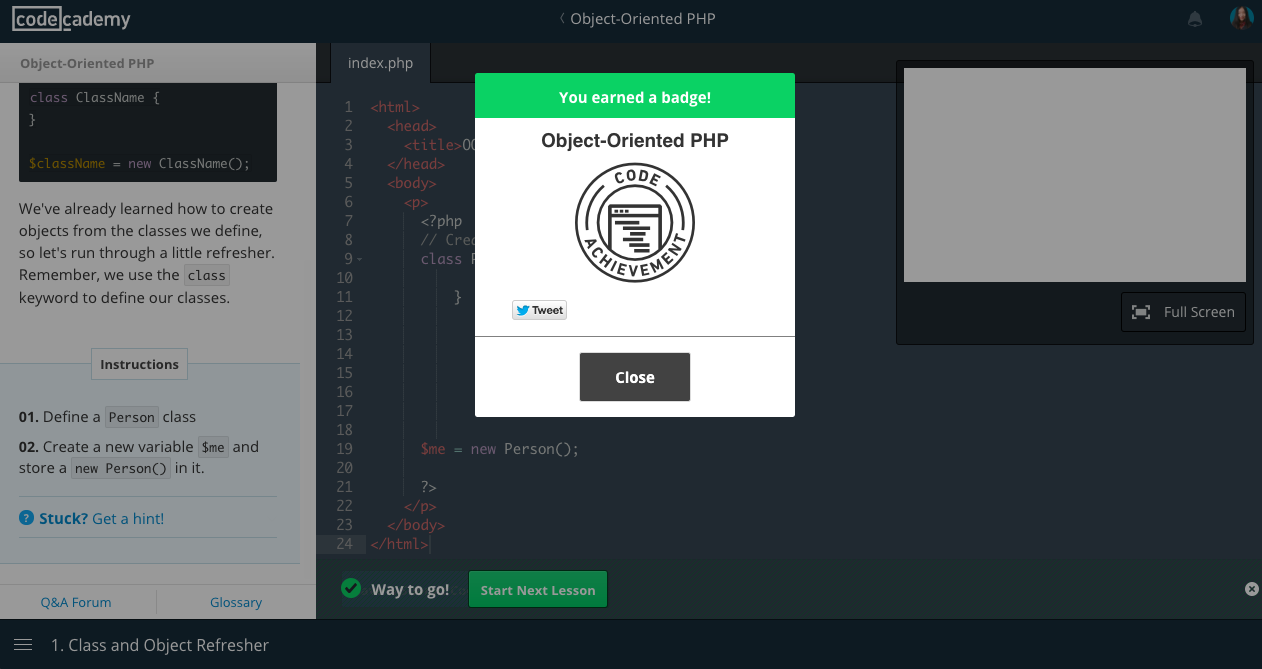 codecademy
Object-Oriented PHP
Object-Oriented PHP
class ClassName {
}
$className = new ClassName();
We've already learned how to create
objects from the classes we define,
so let's run through a little refresher.
Remember, we use the class
keyword to define our classes.
Instructions
01. Define a Person class
02. Create a new variable $me and
store a new Person() in it.
? Stuck? Get a hint!
Q&A Forum
Glossary
index.php
1 <html>
2 <head>
3 <title>
4 </head>
5 <body>
6 <p>
7 <?php
8 //
9 class
10
11 }
12
13
14
15
16
17
18
19 $me = new Person();
20
21 ?>
22 </p>
23 </body>
24 </html>
You earned a badge!
Object-Oriented PHP
CODE
ACHIEVEMENT
Tweet
Close
Full Screen
Way to go!
Start Next Lesson
1. Class and Object Refresher